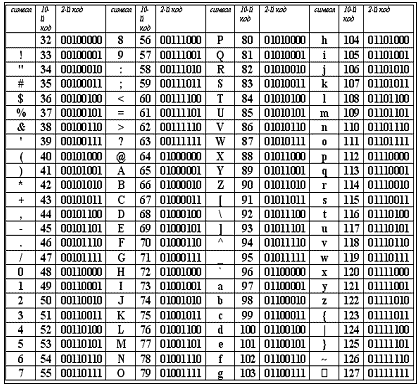 символ 10-й код 2-й код символ 10-й код 2-й код символ 10-й код 2-й код символ 10-й код 2-й код
32 00100000 8 56 00111000 P 80 01010000 h 104 01101000
! 33 00100001 9 57 00111001 Q 81 01010001 i 105 01101001
" 34 00100010 : 58 00111010 R 82 01010010 j 106 01101010
# 35 00100011 ; 59 00111011 S 83 01010011 k 107 01101011
$ 36 00100100 < 60 00111100 T 84 01010100 l 108 01101100
% 37 00100101 = 61 00111101 U 85 01010101 m 109 01101101
& 38 00100110 > 62 00111110 V 86 01010110 n 110 01101110
' 39 00100111 ? 63 00111111 W 87 01010111 o 111 01101111
( 40 00101000 @ 64 01000000 X 88 01011000 p 112 01110000
) 41 00101001 A 65 01000001 Y 89 01011001 q 113 01110001
* 42 00101010 B 66 01000010 Z 90 01011010 r 114 01110010
+ 43 00101011 C 67 01000011 [ 91 01011011 s 115 01110011
, 44 00101100 D 68 01000100 \ 92 01011100 t 116 01110100
- 45 00101101 E 69 01000101 ] 93 01011101 u 117 01110101
. 46 00101110 F 70 01000110 ^ 94 01011110 v 118 01110110
/ 47 00101111 G 71 01000111 _ 95 01011111 w 119 01110111
0 48 00110000 H 72 01001000 ` 96 01100000 x 120 01111000
1 49 00110001 I 73 01001001 a 97 01100001 y 121 01111001
2 50 00110010 J 74 01001010 b 98 01100010 z 122 01111010
3 51 00110011 K 75 01001011 c 99 01100011 { 123 01111011
4 52 00110100 L 76 01001100 d 100 01100100 | 124 01111100
5 53 00110101 M 77 01001101 e 101 01100101 } 125 01111101
6 54 00110110 N 78 01001110 f 102 01100110 ~ 126 01111110
7 55 00110111 O 79 01001111 g 103 01100111 □ 127 01111111